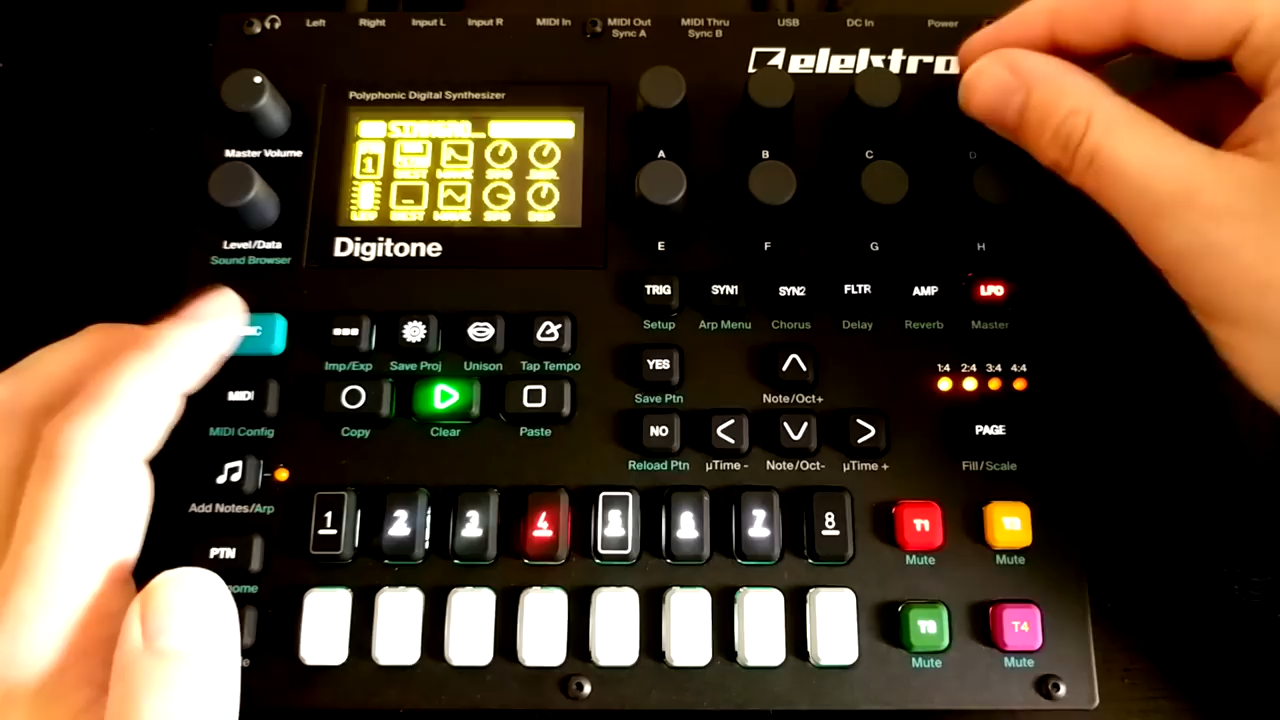 Left Right Input L Input R MIDI In MIDI Out MIDI Thru USB DC In Power
Sync A Sync B
elektro
Polyphonic Digital Synthesizer
Master Volume
A B C D
1
Level/Data
Sound Browser
Digitone
E F G H
TRIG SYN1 SYN2 FLTR AMP LFO
Setup Arp Menu Chorus Delay Reverb Master
Imp/Exp Save Proj Unison Tap Tempo
YES
1:4 2:4 3:4 4:4
Save Ptn Note/Oct+
MIDI
MIDI Config
Copy Clear Paste
NO
PAGE
Reload Ptn µTime - Note/Oct- µTime + Fill/Scale
Add Notes/Arp
1 2 3 4 5 6 7 8
T1 T2
Mute Mute
PTN
T3 T4
Mute Mute